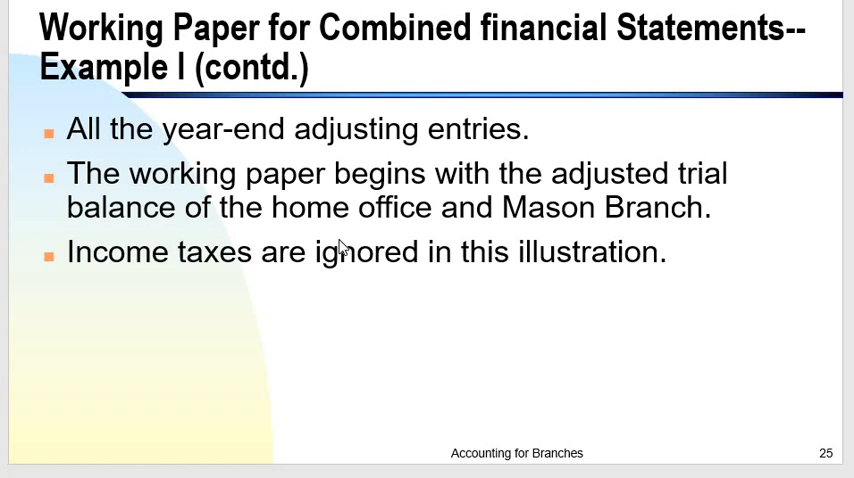 Working Paper for Combined financial Statements--
Example I (contd.)
All the year-end adjusting entries.
The working paper begins with the adjusted trial
balance of the home office and Mason Branch.
Income taxes are ignored in this illustration.
Accounting for Branches
25